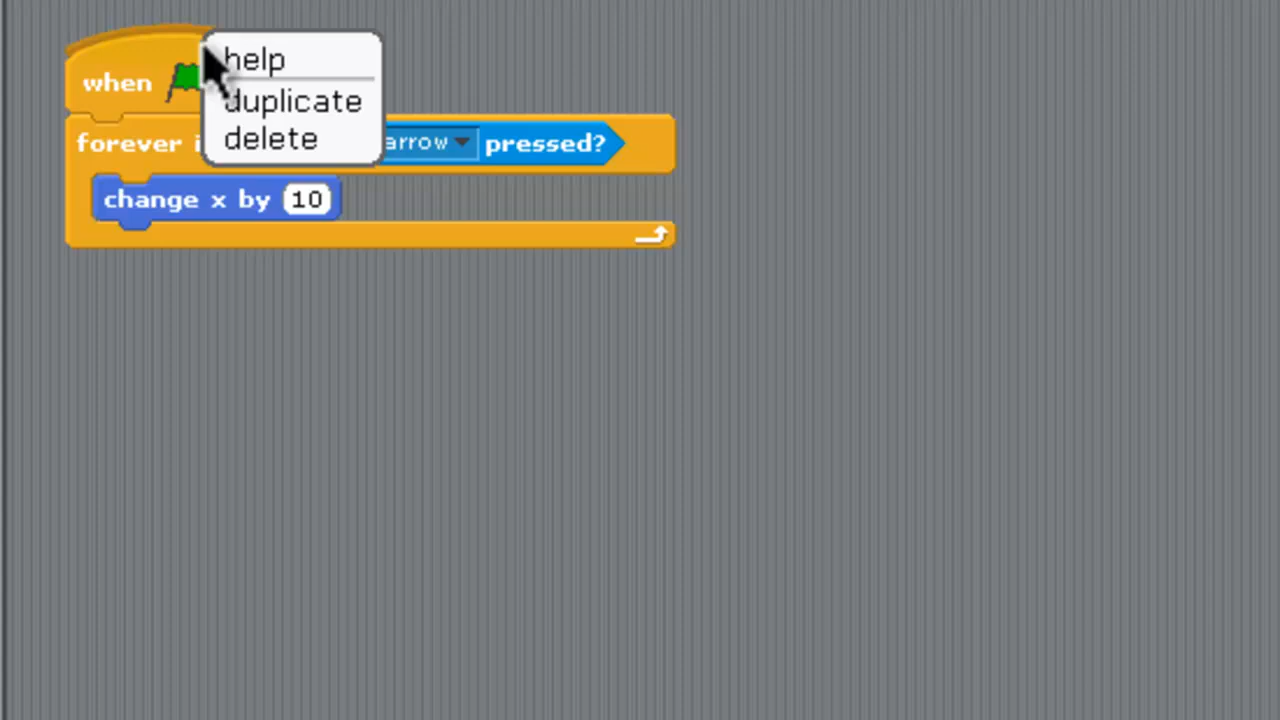 help
when
duplicate
forever
arrow pressed?
delete
change x by 10